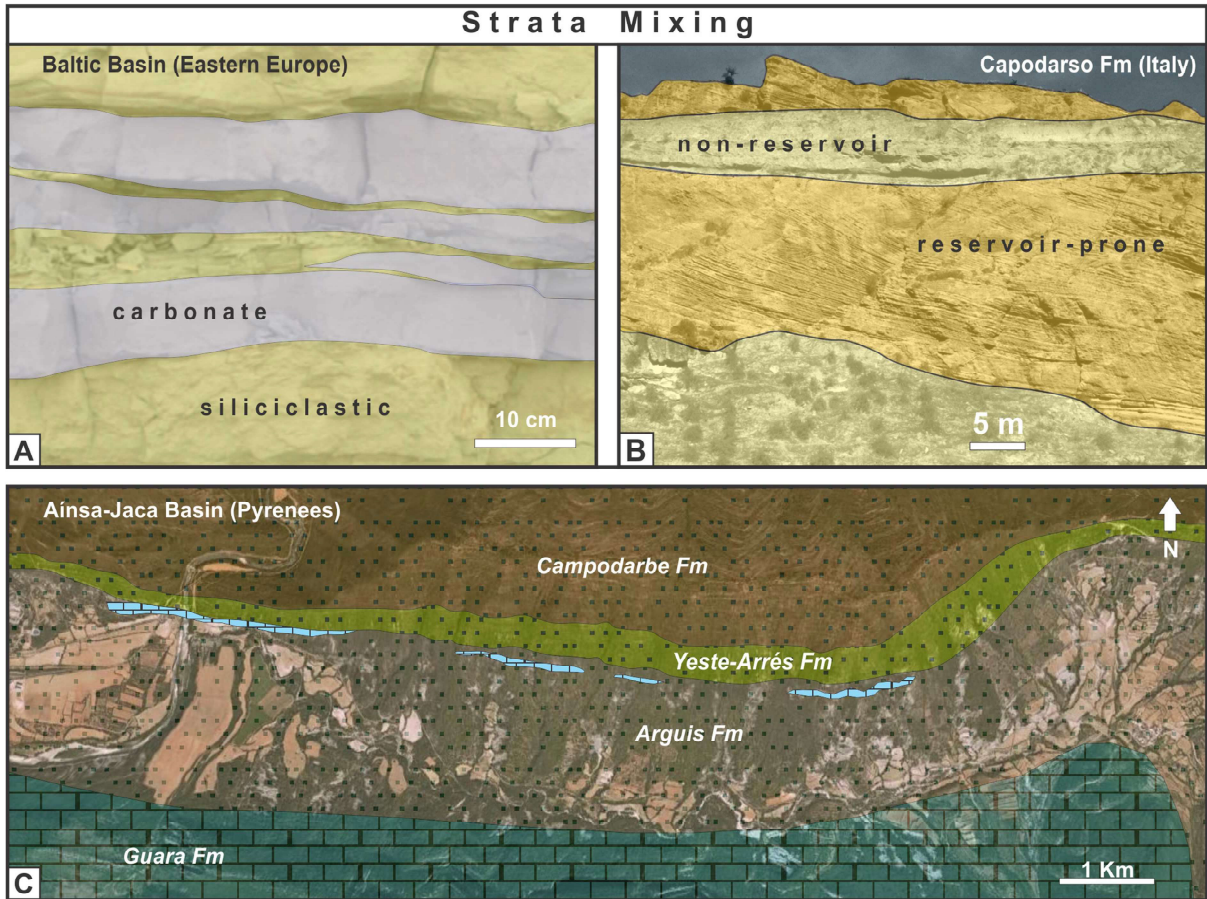 Strata Mixing
Baltic Basin (Eastern Europe)
carbonate
siliciclastic
10 cm
A
Capodarso Fm (Italy)
non-reservoir
reservoir-prone
5 m
B
Aínsa-Jaca Basin (Pyrenees)
N
Campodarbe Fm
Yeste-Arrés Fm
Arguis Fm
Guara Fm
1 Km
C